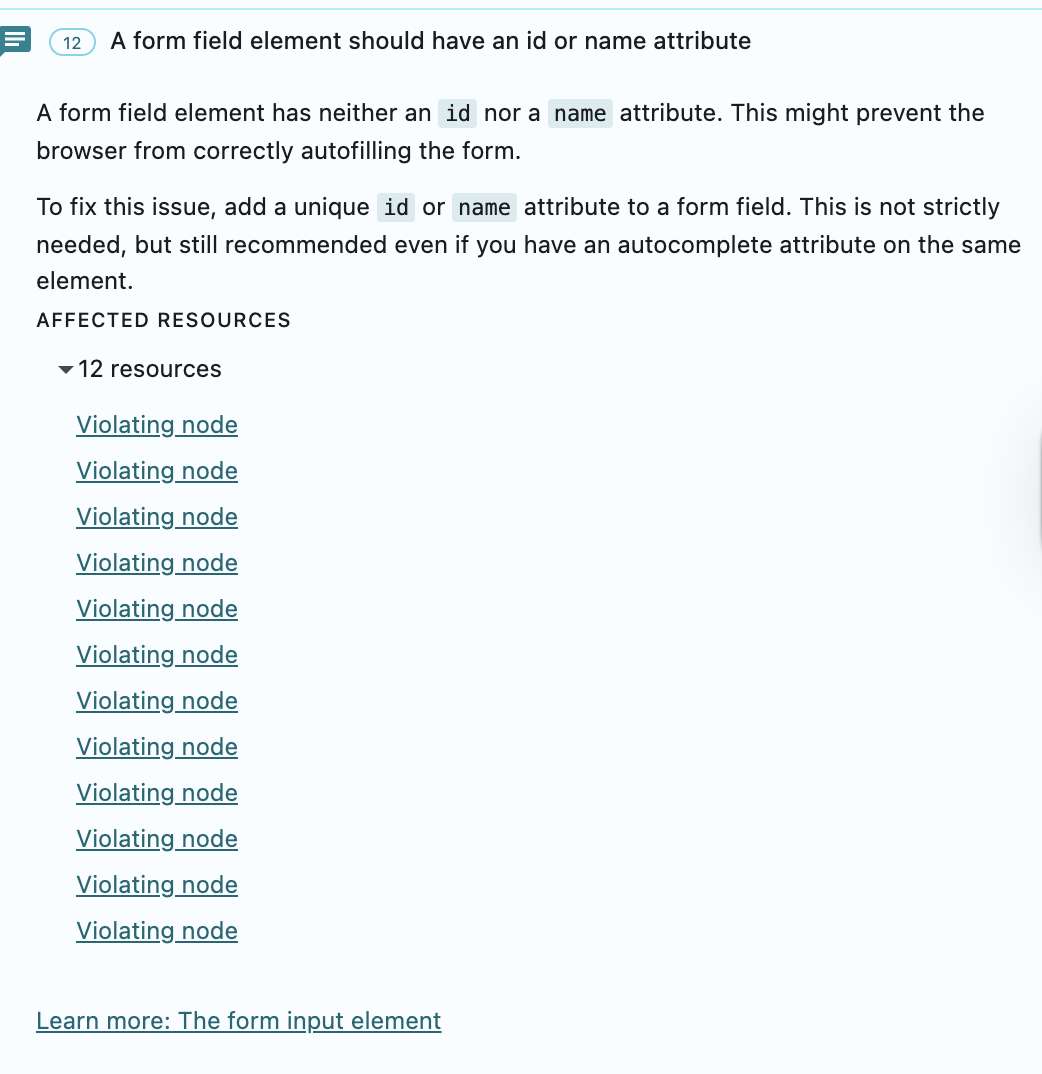 12 A form field element should have an id or name attribute
A form field element has neither an id nor a name attribute. This might prevent the
browser from correctly autofilling the form.
To fix this issue, add a unique id or name attribute to a form field. This is not strictly
needed, but still recommended even if you have an autocomplete attribute on the same
element.
AFFECTED RESOURCES
12 resources
Violating node
Violating node
Violating node
Violating node
Violating node
Violating node
Violating node
Violating node
Violating node
Violating node
Violating node
Violating node
Learn more: The form input element